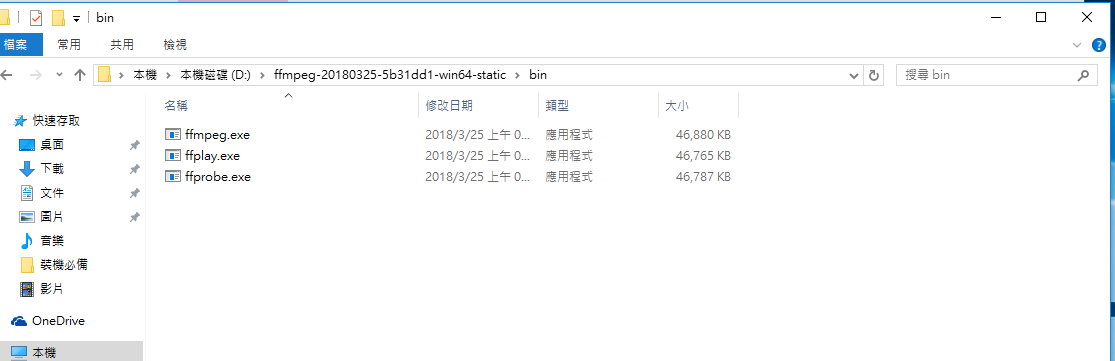 bin
檔案 常用 共用 檢視
本機 本機磁碟 (D:) ffmpeg-20180325-5b31dd1-win64-static bin 搜尋 bin
名稱 修改日期 類型 大小
快速存取
桌面
下載
文件
圖片
音樂
裝機必備
影片
OneDrive
本機
ffmpeg.exe 2018/3/25 上午 0... 應用程式 46,880 KB
ffplay.exe 2018/3/25 上午 0... 應用程式 46,765 KB
ffprobe.exe 2018/3/25 上午 0... 應用程式 46,787 KB